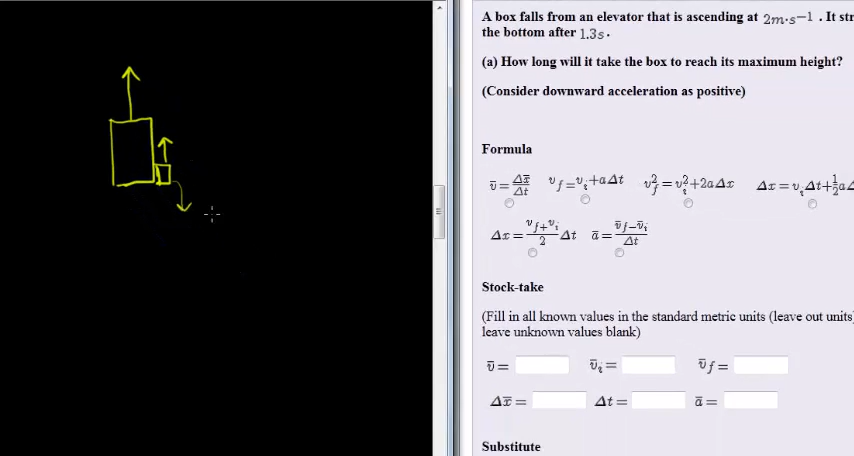 A box falls from an elevator that is ascending at 2m·s−1 . It str
the bottom after 1.3s·
(a) How long will it take the box to reach its maximum height?
(Consider downward acceleration as positive)
Formula
v̄=Δx̄/Δt vf=vi+aΔt vf²=vi²+2aΔx Δx=viΔt+½aΔ
Δx=(vf+vi)/2 Δt ā=(v̄f−v̄i)/Δt
Stock-take
(Fill in all known values in the standard metric units (leave out units
leave unknown values blank)
v̄= v̄i= v̄f=
Δx̄= Δt= ā=
Substitute